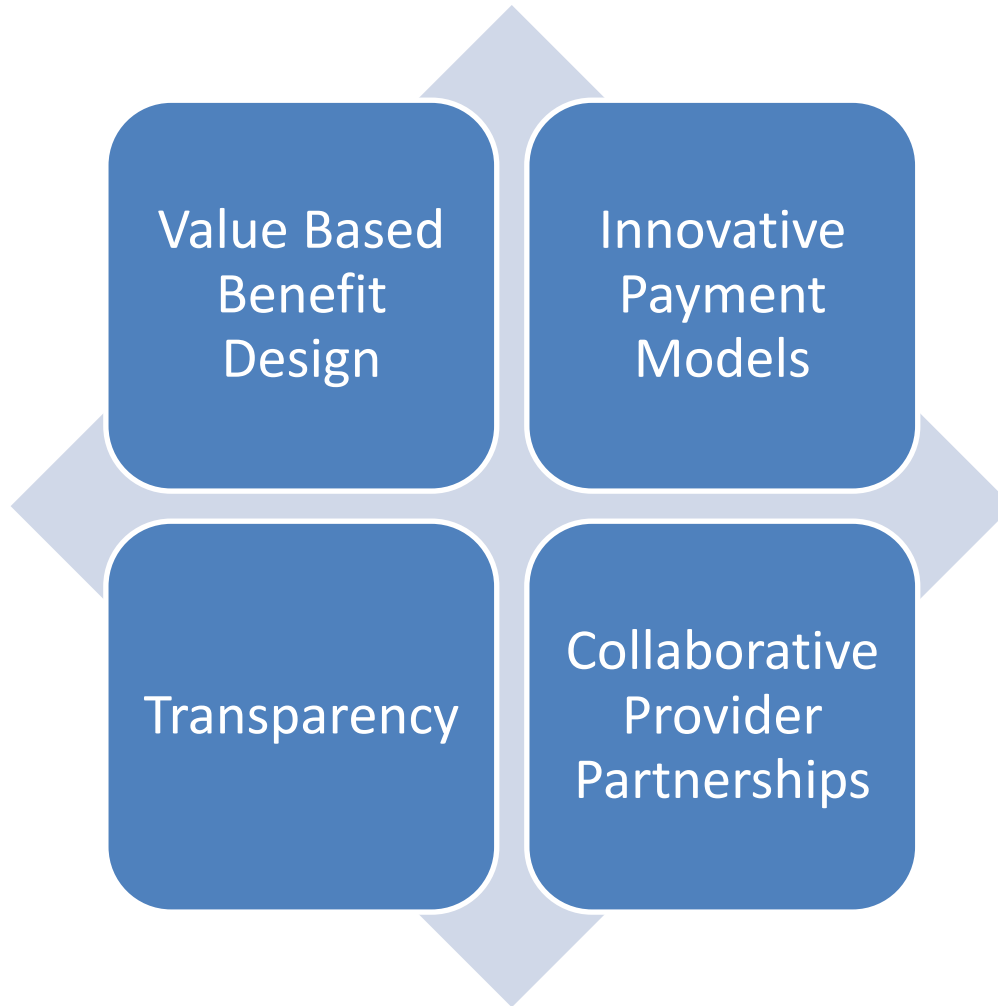 Value Based
Benefit
Design
Innovative
Payment
Models
Transparency
Collaborative
Provider
Partnerships